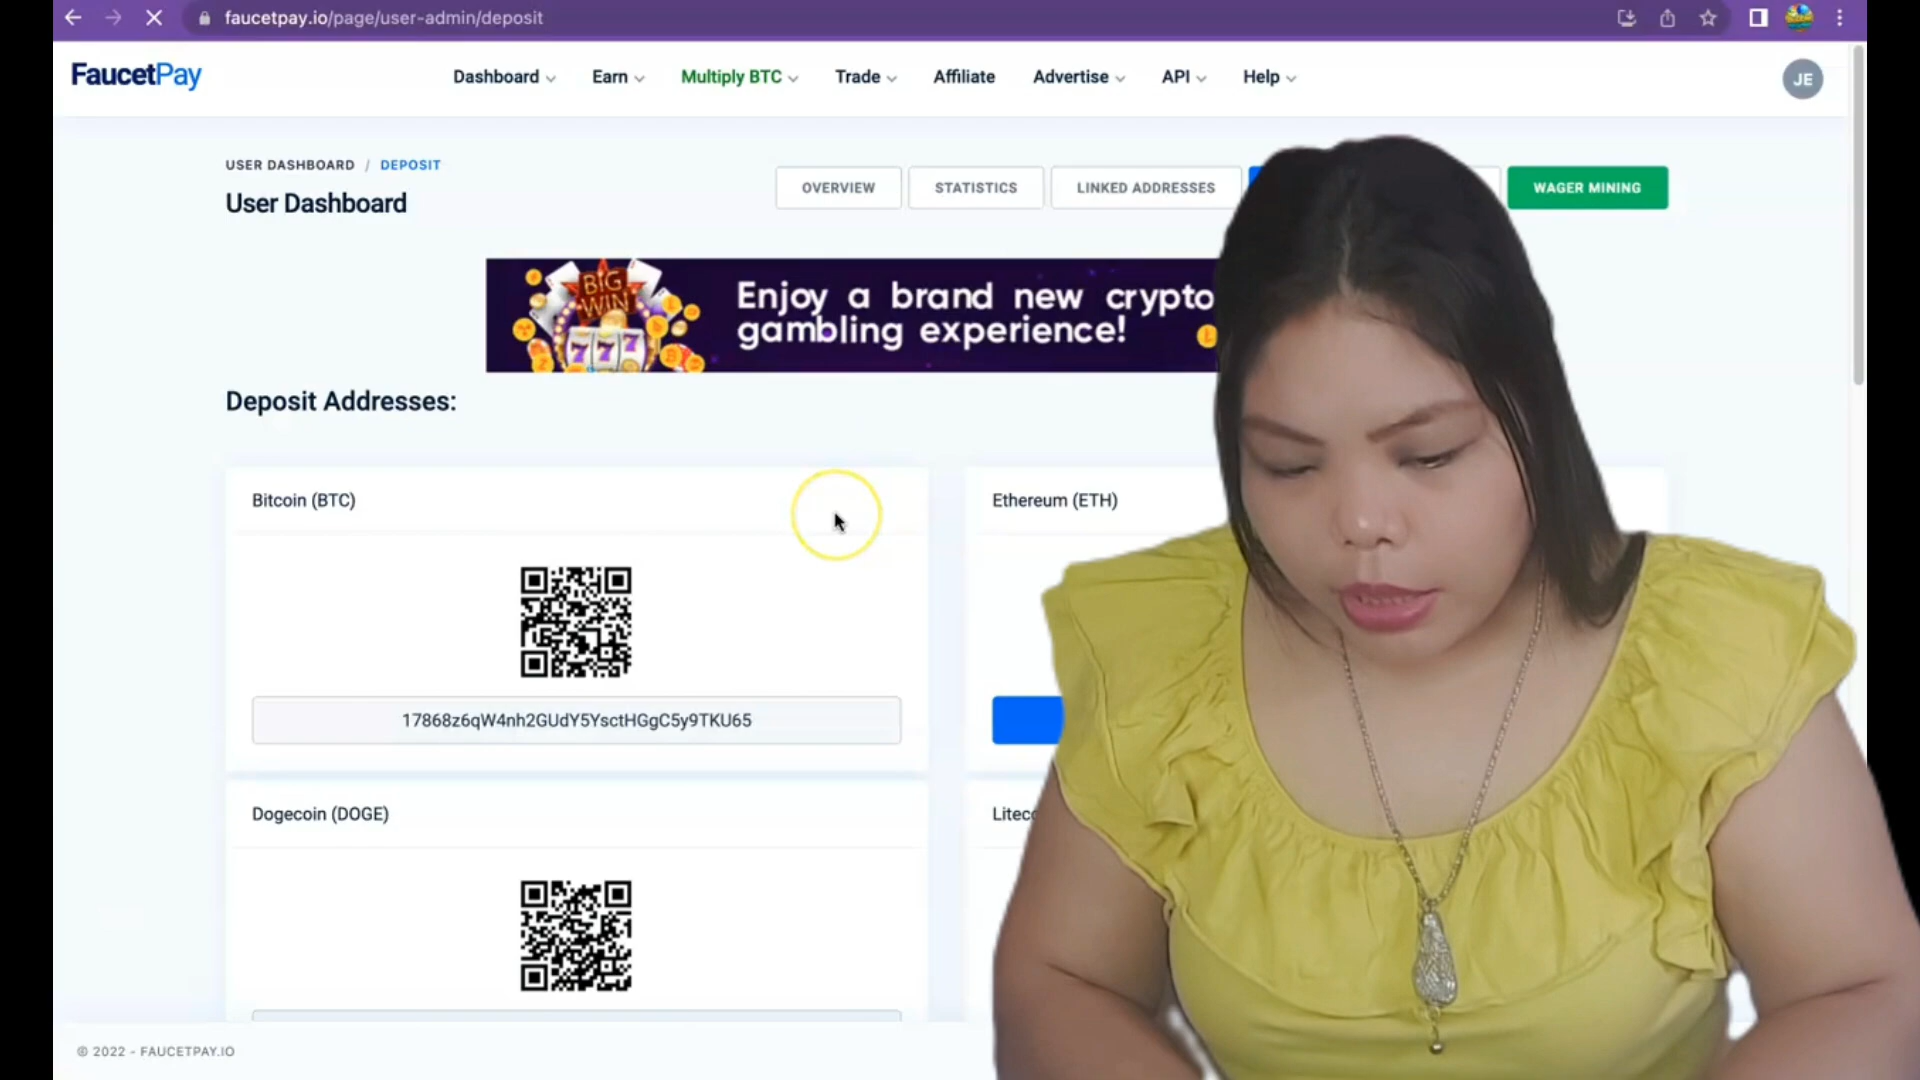 faucetpay.io/page/user-admin/deposit
FaucetPay
Dashboard
Earn
Multiply BTC
Trade
Affiliate
Advertise
API
Help
JE
USER DASHBOARD / DEPOSIT
User Dashboard
OVERVIEW
STATISTICS
LINKED ADDRESSES
WAGER MINING
BIG
WIN
777
Enjoy a brand new crypto
gambling experience!
Deposit Addresses:
Bitcoin (BTC)
Ethereum (ETH)
17868z6qW4nh2GUdY5YsctHGgC5y9TKU65
Dogecoin (DOGE)
© 2022 - FAUCETPAY.IO